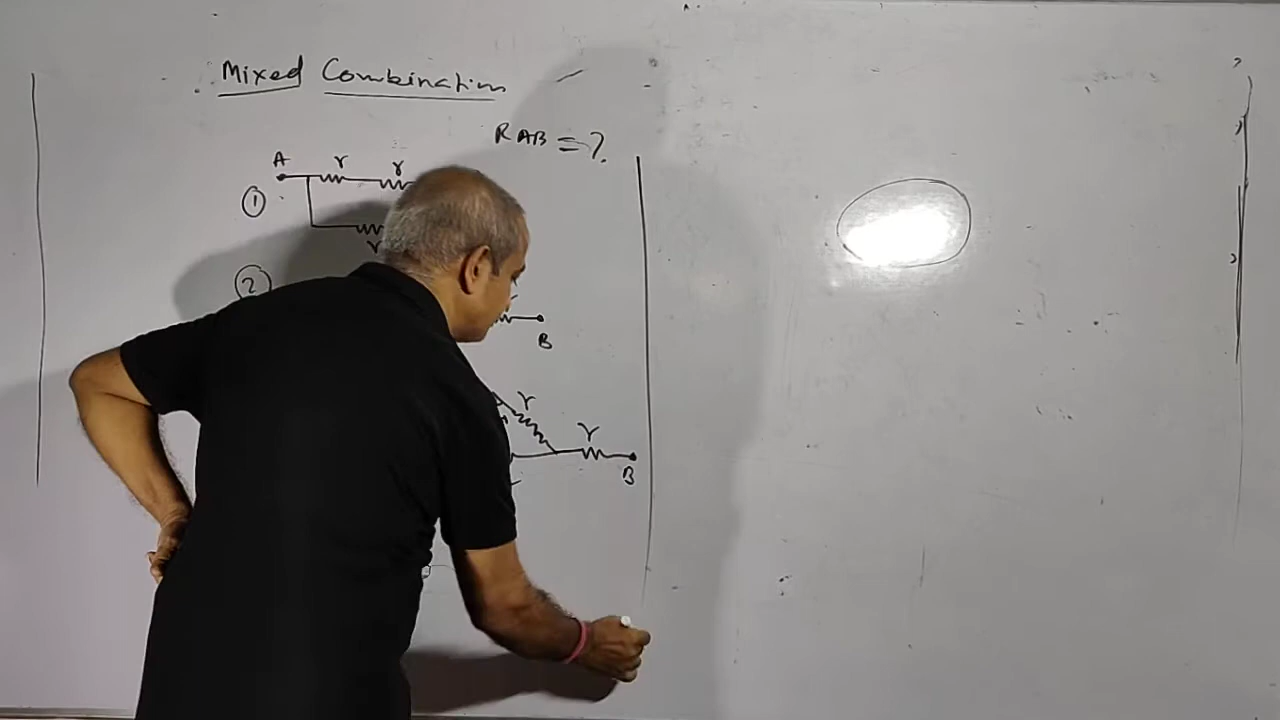 Mixed Combination
RAB = ?
A r r
①
r
②
B
r
r
B